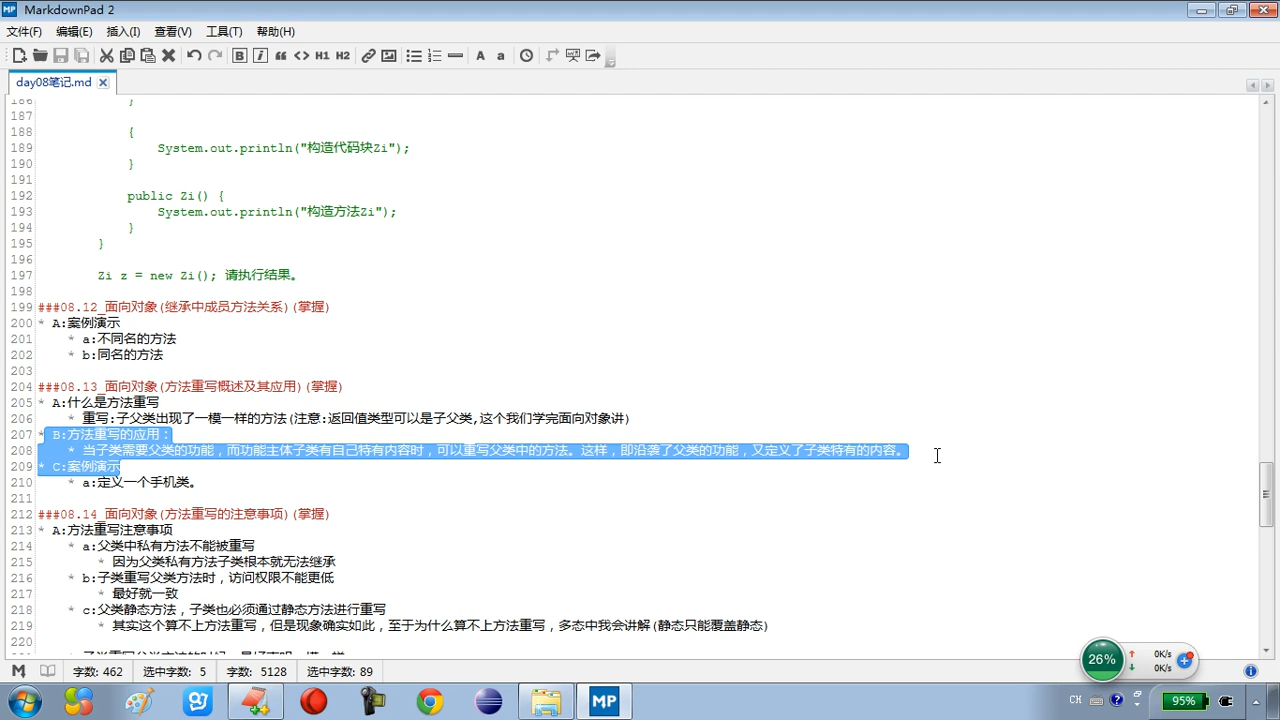 MarkdownPad 2
文件(F) 编辑(E) 插入(I) 查看(V) 工具(T) 帮助(H)
B i “ <> H1 H2 A a
day08笔记.md
186 }
187
188 {
189 System.out.println("构造代码块Zi");
190 }
191
192 public Zi() {
193 System.out.println("构造方法Zi");
194 }
195 }
196
197 Zi z = new Zi(); 请执行结果。
198
199 ###08.12_面向对象(继承中成员方法关系)(掌握)
200 * A:案例演示
201 * a:不同名的方法
202 * b:同名的方法
203
204 ###08.13_面向对象(方法重写概述及其应用)(掌握)
205 * A:什么是方法重写
206 * 重写:子父类出现了一模一样的方法(注意:返回值类型可以是子父类,这个我们学完面向对象讲)
207 * B:方法重写的应用：
208 * 当子类需要父类的功能，而功能主体子类有自己特有内容时，可以重写父类中的方法。这样，即沿袭了父类的功能，又定义了子类特有的内容。
209 * C:案例演示
210 * a:定义一个手机类。
211
212 ###08.14_面向对象(方法重写的注意事项)(掌握)
213 * A:方法重写注意事项
214 * a:父类中私有方法不能被重写
215 * 因为父类私有方法子类根本就无法继承
216 * b:子类重写父类方法时，访问权限不能更低
217 * 最好就一致
218 * c:父类静态方法，子类也必须通过静态方法进行重写
219 * 其实这个算不上方法重写，但是现象确实如此，至于为什么算不上方法重写，多态中我会讲解(静态只能覆盖静态)
220
字数: 462 选中字数: 5 字数: 5128 选中字数: 89
26% 0K/s
0K/s
MP CH 95%